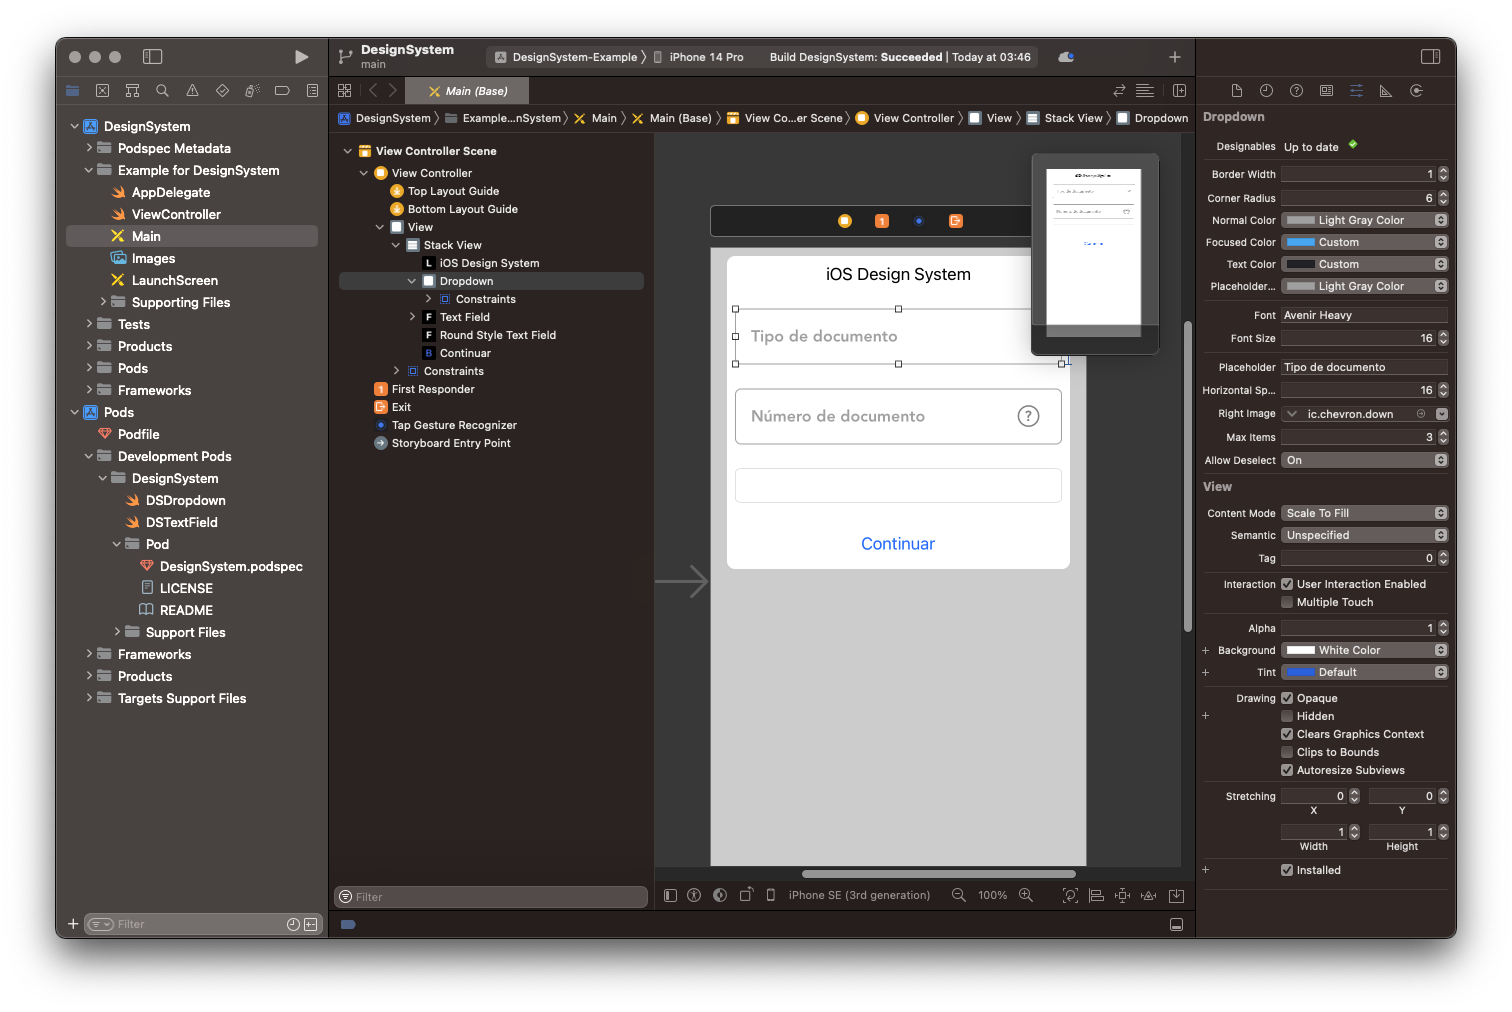 DesignSystem
main
DesignSystem-Example
iPhone 14 Pro
Build DesignSystem: Succeeded | Today at 03:46
Main (Base)
DesignSystem
Example...nSystem
Main
Main (Base)
View Co...er Scene
View Controller
View
Stack View
Dropdown
DesignSystem
Podspec Metadata
Example for DesignSystem
AppDelegate
ViewController
Main
Images
LaunchScreen
Supporting Files
Tests
Products
Pods
Frameworks
Pods
Podfile
Development Pods
DesignSystem
DSDropdown
DSTextField
Pod
DesignSystem.podspec
LICENSE
README
Support Files
Frameworks
Products
Targets Support Files
Filter
View Controller Scene
View Controller
Top Layout Guide
Bottom Layout Guide
View
Stack View
L iOS Design System
Dropdown
Constraints
F Text Field
F Round Style Text Field
B Continuar
Constraints
1 First Responder
Exit
Tap Gesture Recognizer
Storyboard Entry Point
Filter
1
iOS Design System
Tipo de documento
Número de documento
?
Continuar
iPhone SE (3rd generation)
100%
Dropdown
Designables Up to date
Border Width 1
Corner Radius 6
Normal Color Light Gray Color
Focused Color Custom
Text Color Custom
Placeholder... Light Gray Color
Font Avenir Heavy
Font Size 16
Placeholder Tipo de documento
Horizontal Sp... 16
Right Image ic.chevron.down
Max Items 3
Allow Deselect On
View
Content Mode Scale To Fill
Semantic Unspecified
Tag 0
Interaction User Interaction Enabled
Multiple Touch
Alpha 1
+ Background White Color
+ Tint Default
Drawing Opaque
+ Hidden
Clears Graphics Context
Clips to Bounds
Autoresize Subviews
Stretching 0 0
X Y
1 1
Width Height
+ Installed